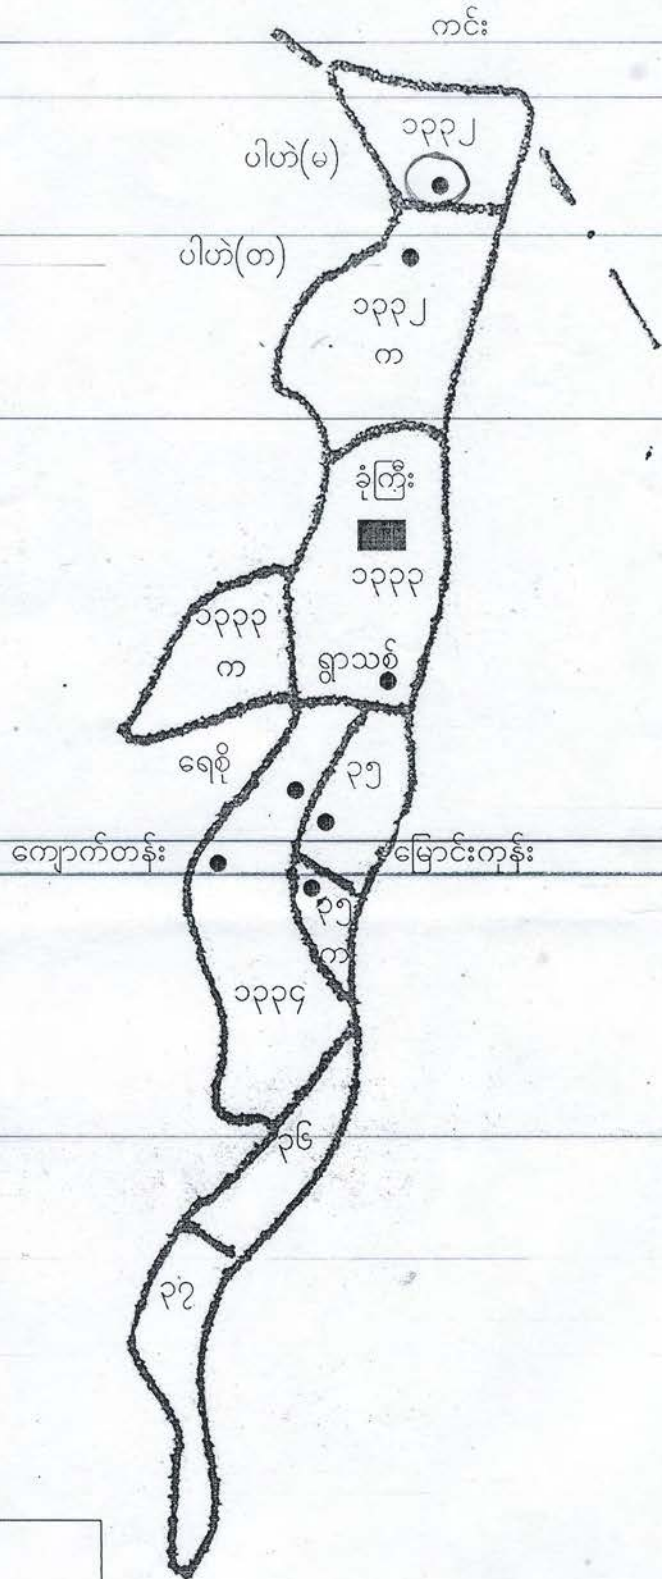 ကင်း
၁၃၃၂
ပါဟဲ(မ)
ပါဟဲ(တ)
၁၃၃၂
က
ခုံကြီး
၁၃၃၃
၁၃၃၃
က
ရွာသစ်
ရေစို
၃၅
ကျောက်တန်း
မြောင်းကုန်း
၃၅
က
၁၃၃၄
၃၆
၃၇